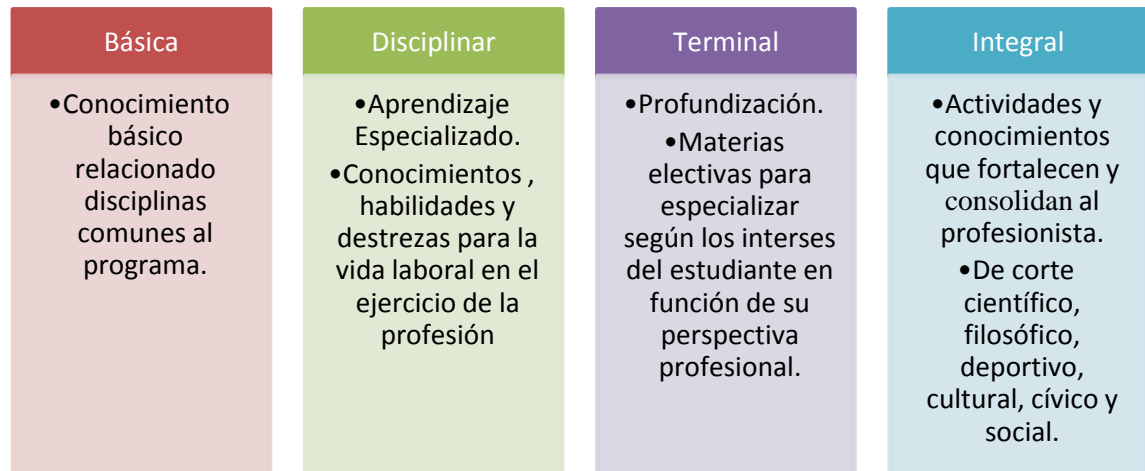 Básica
•Conocimiento
básico
relacionado
disciplinas
comunes al
programa.
Disciplinar
•Aprendizaje
Especializado.
•Conocimientos ,
habilidades y
destrezas para la
vida laboral en el
ejercicio de la
profesión
Terminal
•Profundización.
•Materias
electivas para
especializar
según los interses
del estudiante en
función de su
perspectiva
profesional.
Integral
•Actividades y
conocimientos
que fortalecen y
consolidan al
profesionista.
•De corte
científico,
filosófico,
deportivo,
cultural, cívico y
social.